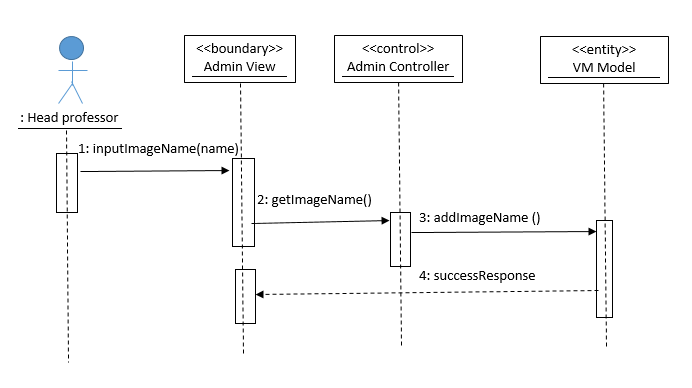 <<boundary>>
Admin View
<<control>>
Admin Controller
<<entity>>
VM Model
: Head professor
1: inputImageName(name)
2: getImageName()
3: addImageName ()
4: successResponse